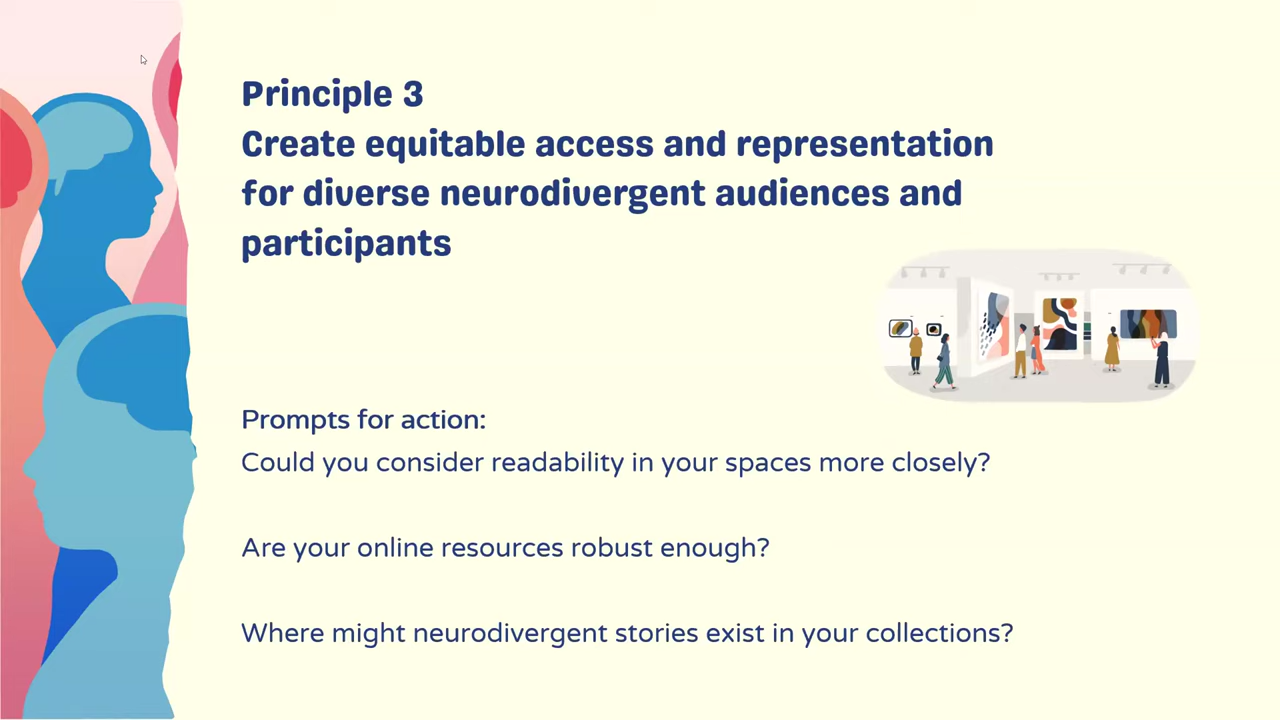 Principle 3
Create equitable access and representation
for diverse neurodivergent audiences and
participants
Prompts for action:
Could you consider readability in your spaces more closely?
Are your online resources robust enough?
Where might neurodivergent stories exist in your collections?